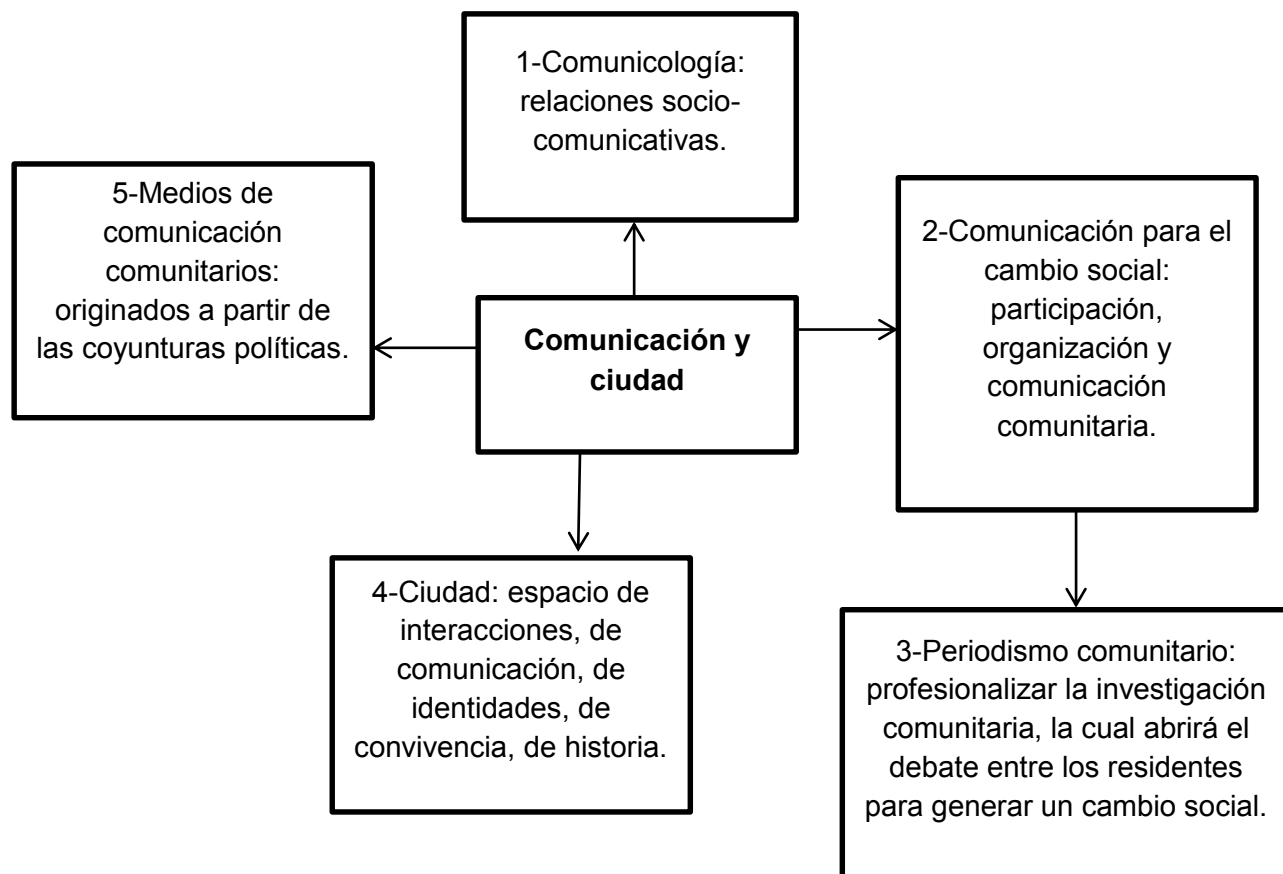 1-Comunicología:
relaciones socio-
comunicativas.
5-Medios de
comunicación
comunitarios:
originados a partir de
las coyunturas políticas.
2-Comunicación para el
cambio social:
participación,
organización y
comunicación
comunitaria.
Comunicación y
ciudad
4-Ciudad: espacio de
interacciones, de
comunicación, de
identidades, de
convivencia, de historia.
3-Periodismo comunitario:
profesionalizar la investigación
comunitaria, la cual abrirá el
debate entre los residentes
para generar un cambio social.